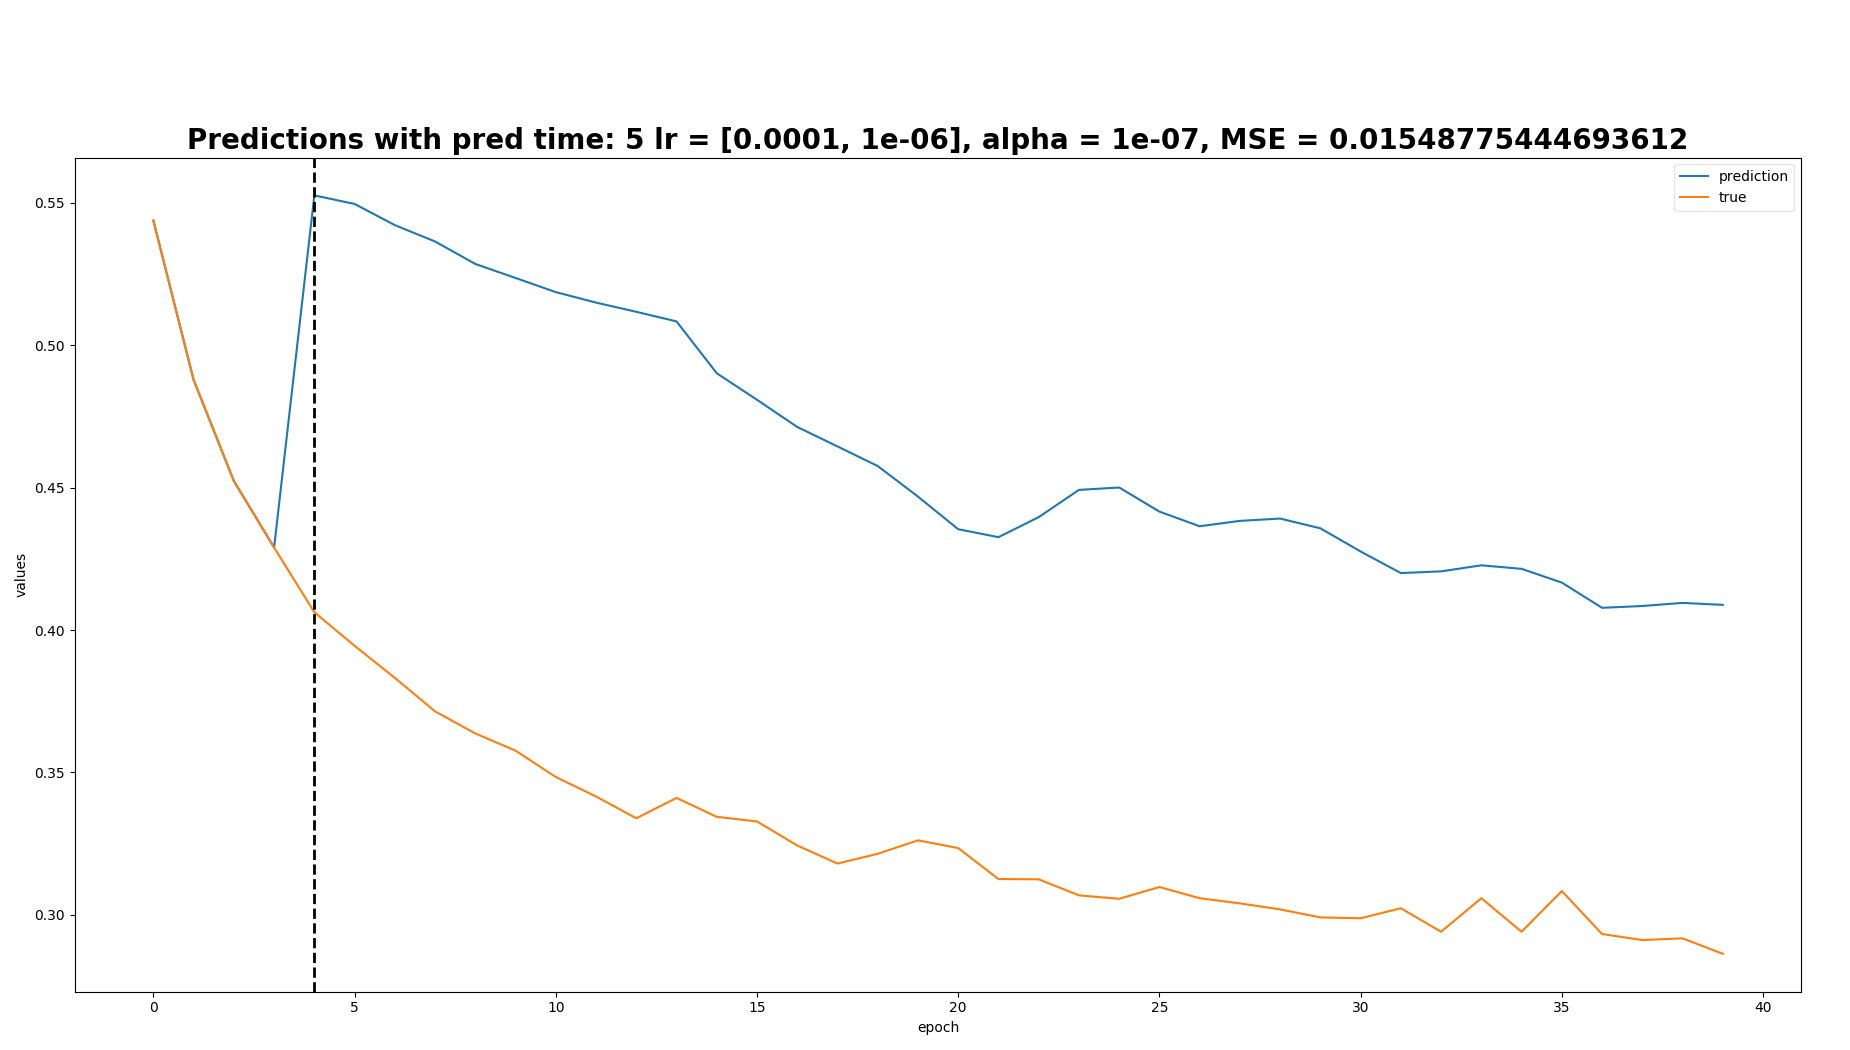 Predictions with pred time: 5 lr = [0.0001, 1e-06], alpha = 1e-07, MSE = 0.01548775444693612
prediction
true
0.55
0.50
0.45
0.40
0.35
0.30
values
0 5 10 15 20 25 30 35 40
epoch